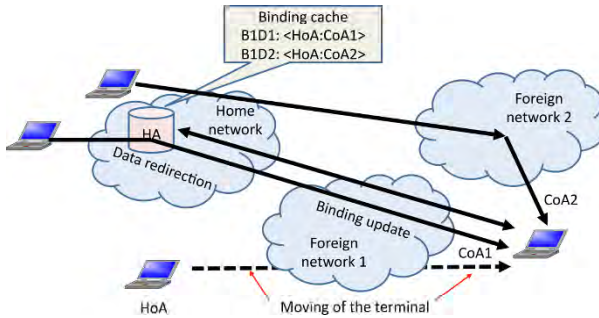 Binding cache
B1D1: <HoA:CoA1>
B1D2: <HoA:CoA2>
Home
network
Foreign
network 2
HA
Data redirection
CoA2
Binding update
Foreign
network 1
CoA1
HoA
Moving of the terminal